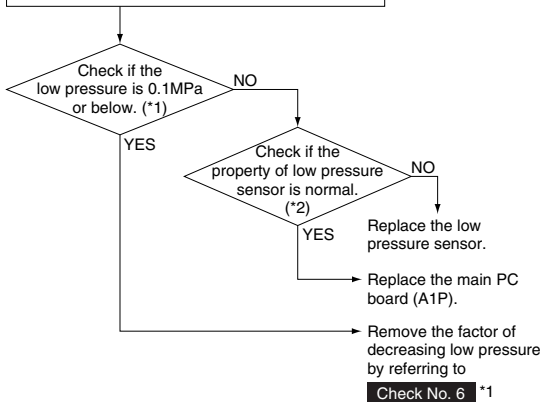 Check if the
low pressure is 0.1MPa
or below. (*1)
NO
YES
Check if the
property of low pressure
sensor is normal.
(*2)
NO
YES
Replace the low
pressure sensor.
Replace the main PC
board (A1P).
Remove the factor of
decreasing low pressure
by referring to
Check No. 6 *1